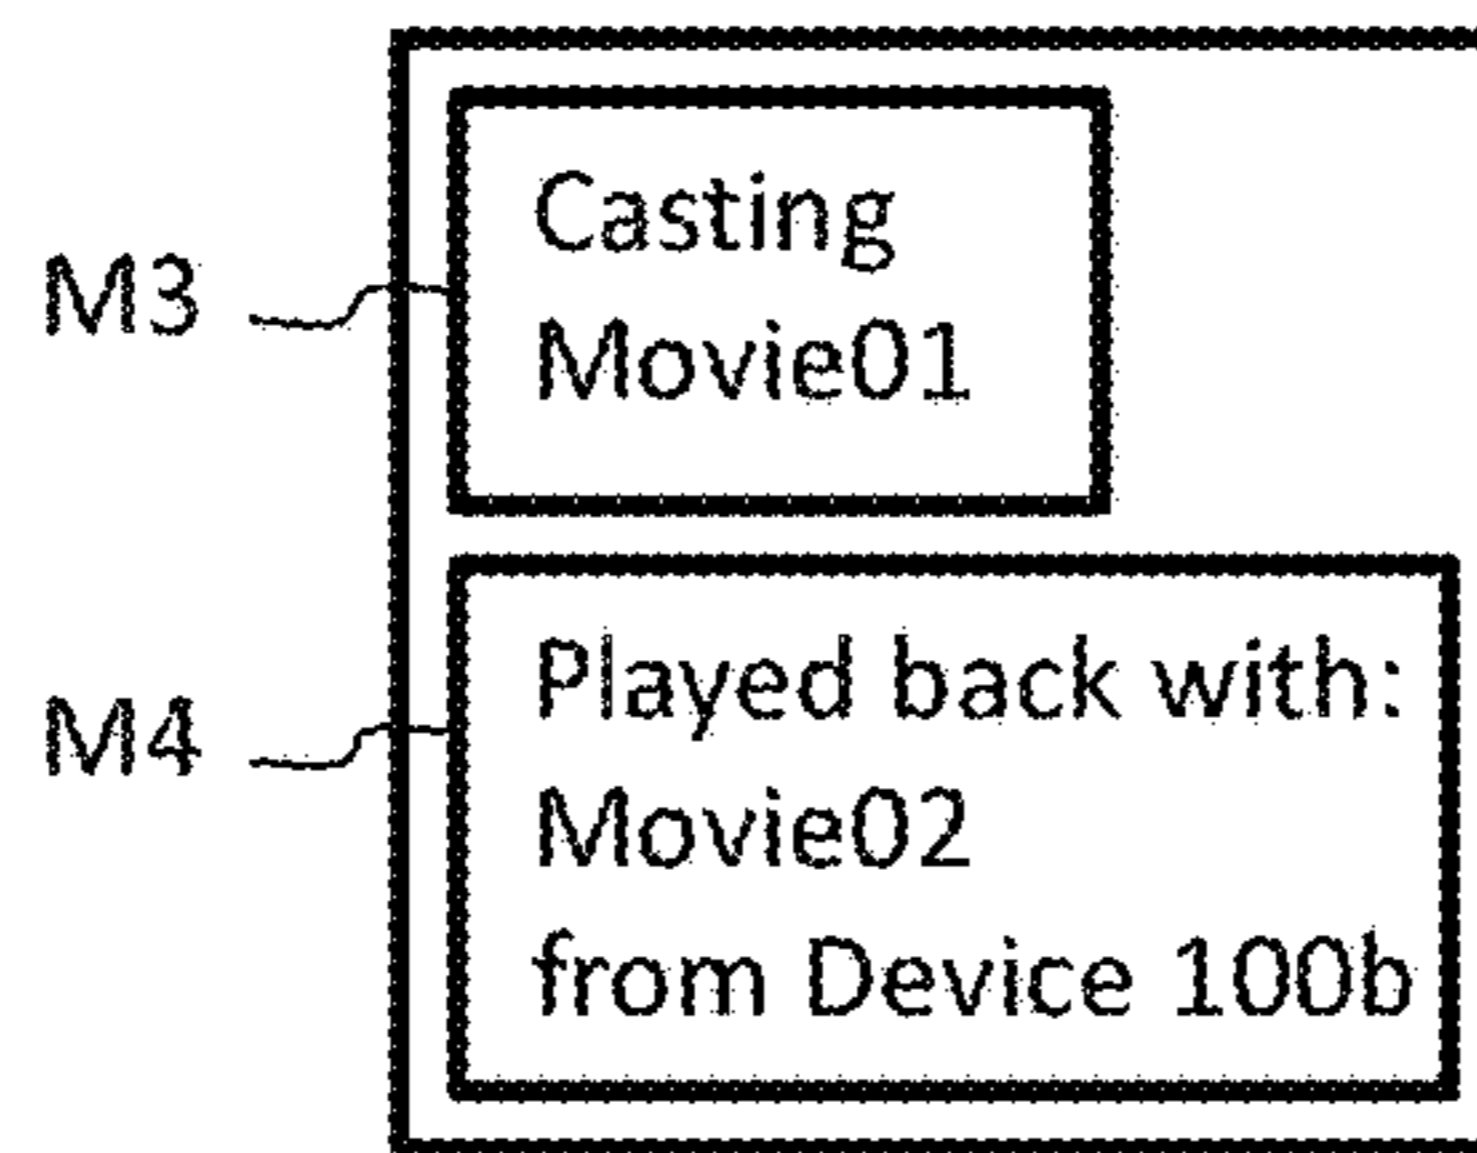 M3
Casting
Movie01
M4
Played back with:
Movie02
from Device 100b